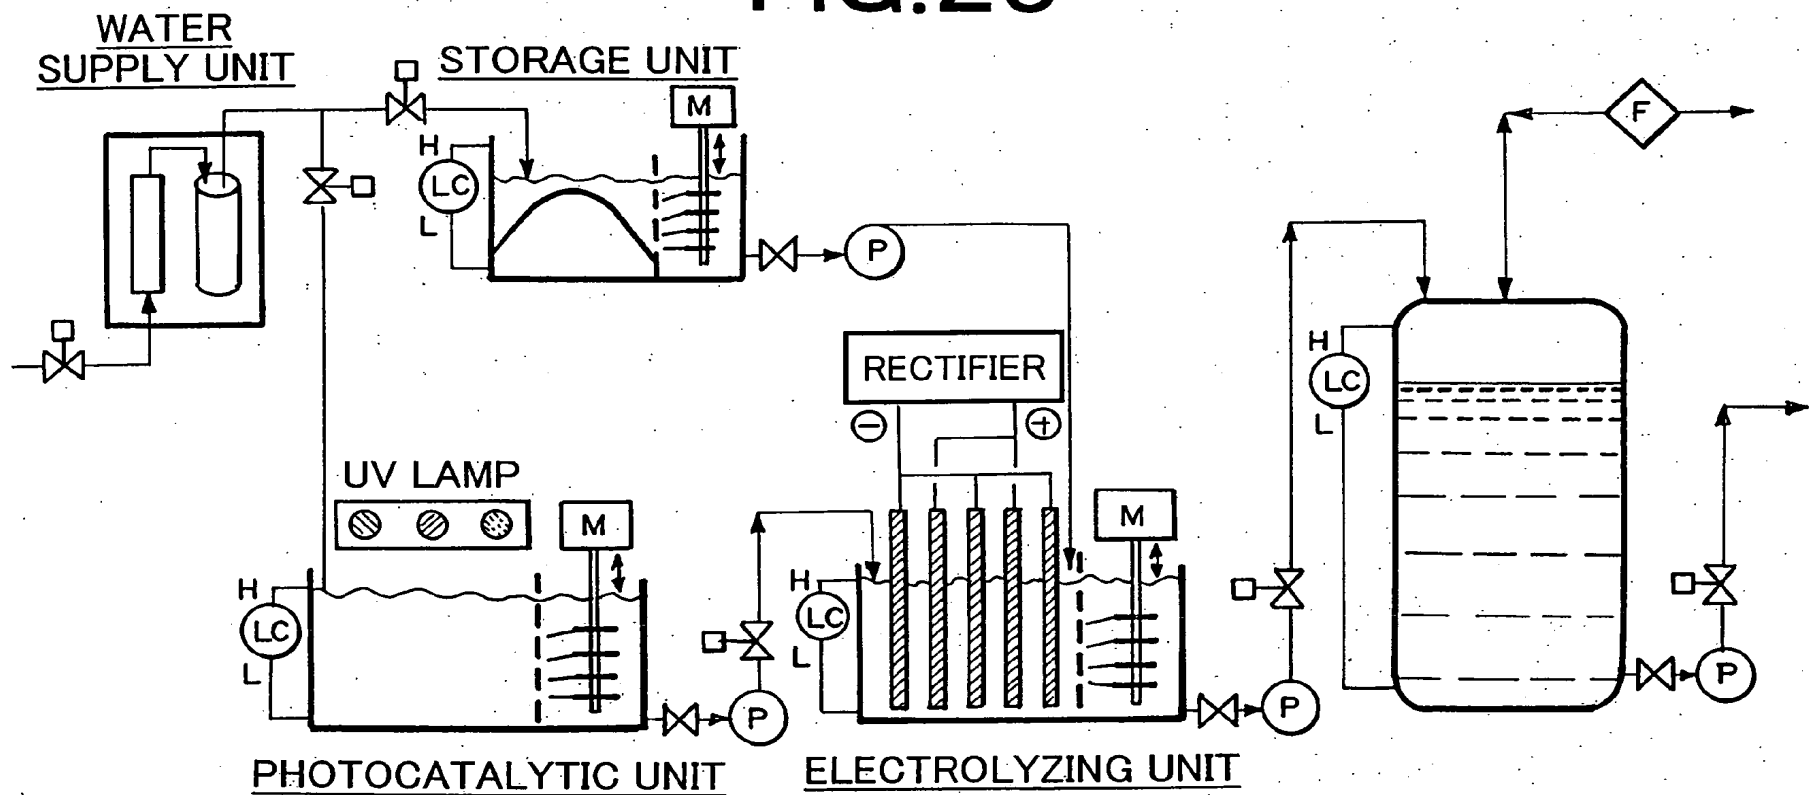 WATER
SUPPLY UNIT
STORAGE UNIT
M
H
LC
L
P
F
RECTIFIER
−
+
H
LC
L
UV LAMP
M
H
LC
L
P
M
H
LC
L
P
P
PHOTOCATALYTIC UNIT
ELECTROLYZING UNIT